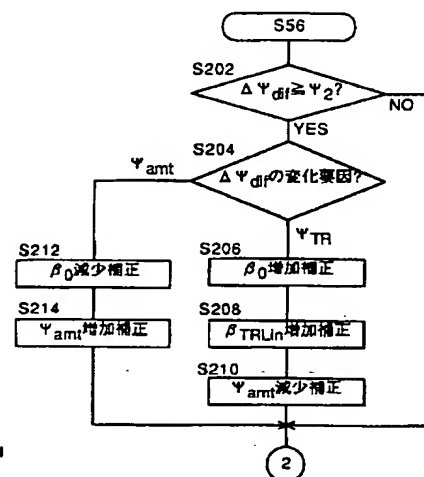 S56
S202
ΔΨdif≧Ψ2?
NO
YES
S204
Ψamt
ΔΨdifの変化要因?
ΨTR
S212
β0減少補正
S206
β0増加補正
S214
Ψamt増加補正
S208
βTRLin増加補正
S210
Ψamt減少補正
2